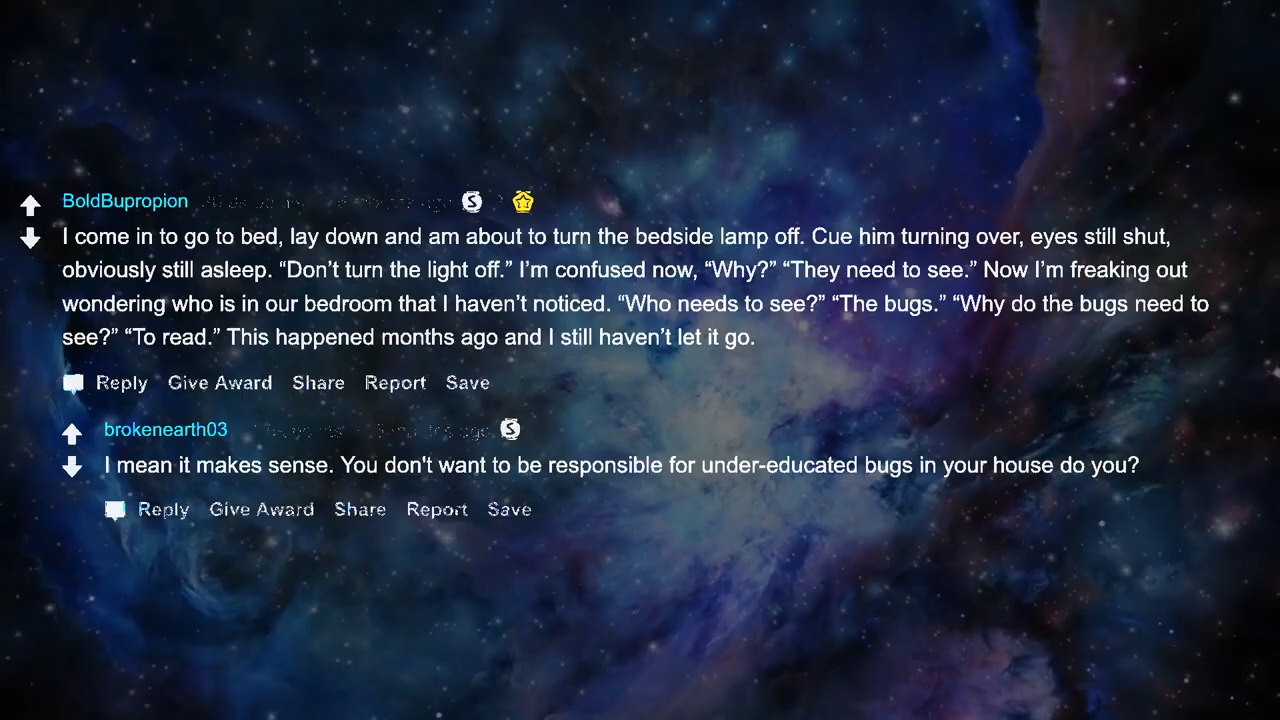 BoldBupropion
I come in to go to bed, lay down and am about to turn the bedside lamp off. Cue him turning over, eyes still shut,
obviously still asleep. “Don’t turn the light off.” I’m confused now, “Why?” “They need to see.” Now I’m freaking out
wondering who is in our bedroom that I haven’t noticed. “Who needs to see?” “The bugs.” “Why do the bugs need to
see?” “To read.” This happened months ago and I still haven’t let it go.
Reply Give Award Share Report Save
brokenearth03
I mean it makes sense. You don't want to be responsible for under-educated bugs in your house do you?
Reply Give Award Share Report Save